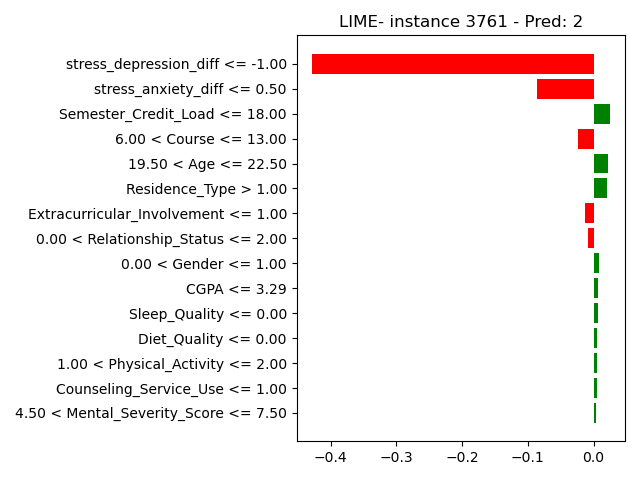 LIME- instance 3761 - Pred: 2
stress_depression_diff <= -1.00
stress_anxiety_diff <= 0.50
Semester_Credit_Load <= 18.00
6.00 < Course <= 13.00
19.50 < Age <= 22.50
Residence_Type > 1.00
Extracurricular_Involvement <= 1.00
0.00 < Relationship_Status <= 2.00
0.00 < Gender <= 1.00
CGPA <= 3.29
Sleep_Quality <= 0.00
Diet_Quality <= 0.00
1.00 < Physical_Activity <= 2.00
Counseling_Service_Use <= 1.00
4.50 < Mental_Severity_Score <= 7.50
−0.4 −0.3 −0.2 −0.1 0.0